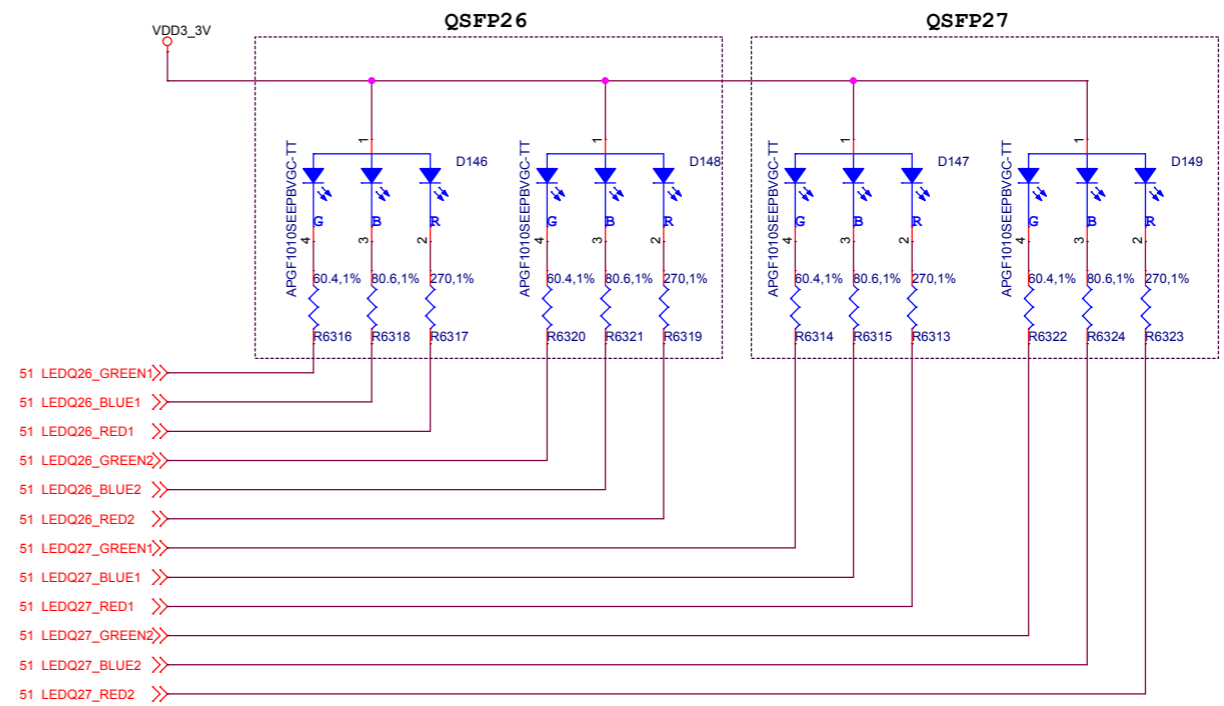 QSFP26
QSFP27
VDD3_3V
APGF1010SEEPBVGC-TT
1
D146
G
B
R
4
3
2
60.4,1%
80.6,1%
270,1%
R6316
R6318
R6317
APGF1010SEEPBVGC-TT
1
D148
G
B
R
4
3
2
60.4,1%
80.6,1%
270,1%
R6320
R6321
R6319
APGF1010SEEPBVGC-TT
1
D147
G
B
R
4
3
2
60.4,1%
80.6,1%
270,1%
R6314
R6315
R6313
APGF1010SEEPBVGC-TT
1
D149
G
B
R
4
3
2
60.4,1%
80.6,1%
270,1%
R6322
R6324
R6323
51 LEDQ26_GREEN1
51 LEDQ26_BLUE1
51 LEDQ26_RED1
51 LEDQ26_GREEN2
51 LEDQ26_BLUE2
51 LEDQ26_RED2
51 LEDQ27_GREEN1
51 LEDQ27_BLUE1
51 LEDQ27_RED1
51 LEDQ27_GREEN2
51 LEDQ27_BLUE2
51 LEDQ27_RED2